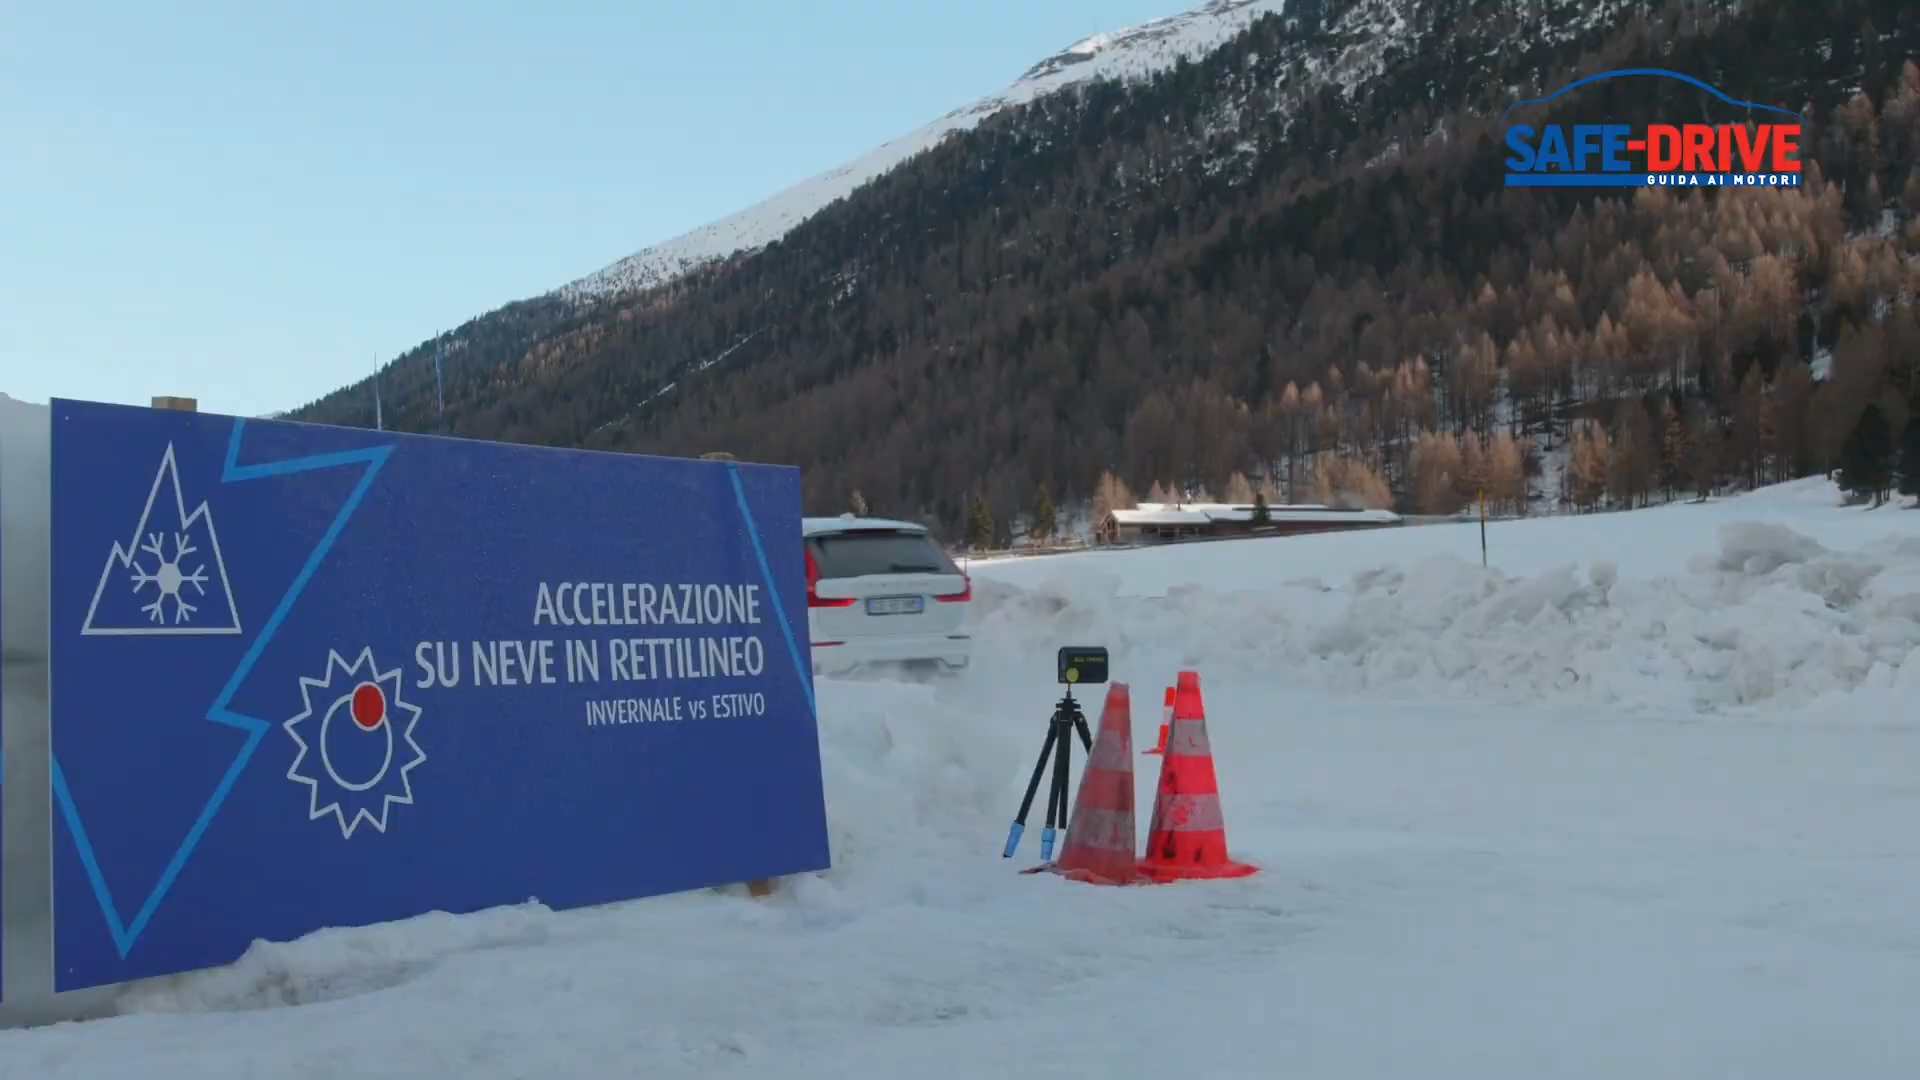 SAFE-DRIVE
GUIDA AI MOTORI
ACCELERAZIONE
SU NEVE IN RETTILINEO
INVERNALE vs ESTIVO